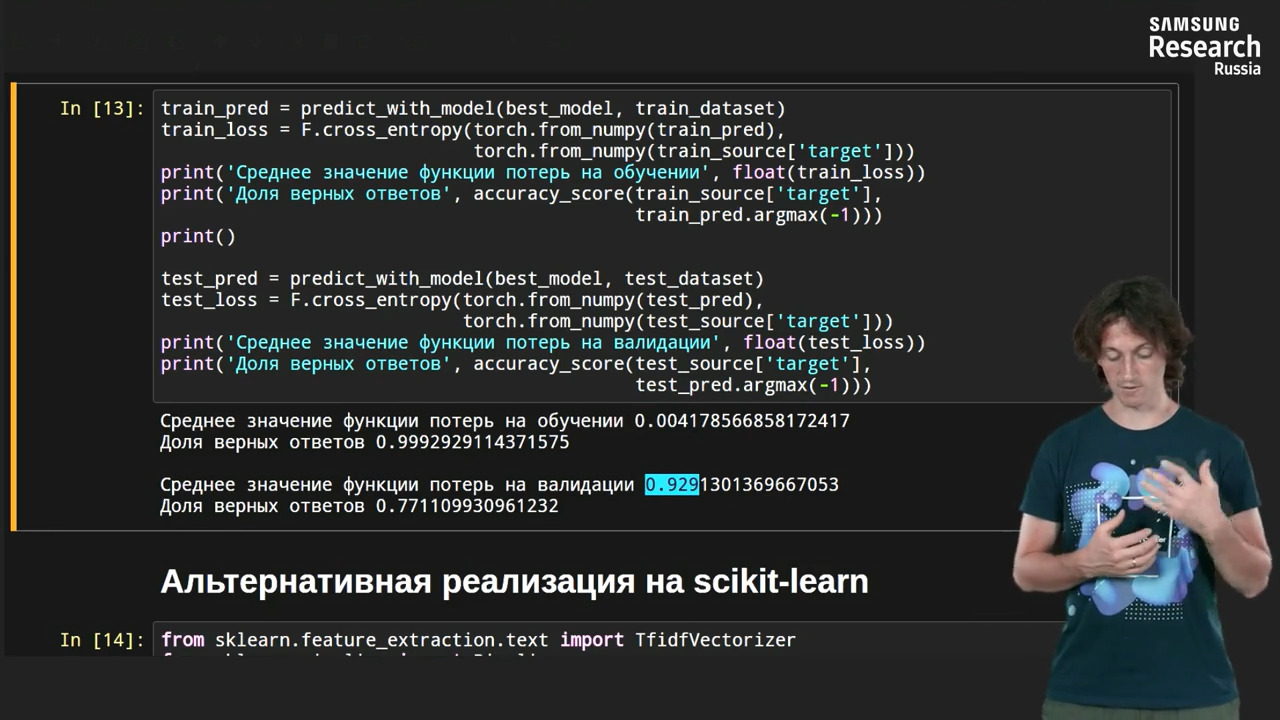 SAMSUNG
Research
Russia
In [13]:
train_pred = predict_with_model(best_model, train_dataset)
train_loss = F.cross_entropy(torch.from_numpy(train_pred),
torch.from_numpy(train_source['target']))
print('Среднее значение функции потерь на обучении', float(train_loss))
print('Доля верных ответов', accuracy_score(train_source['target'],
train_pred.argmax(-1)))
print()
test_pred = predict_with_model(best_model, test_dataset)
test_loss = F.cross_entropy(torch.from_numpy(test_pred),
torch.from_numpy(test_source['target']))
print('Среднее значение функции потерь на валидации', float(test_loss))
print('Доля верных ответов', accuracy_score(test_source['target'],
test_pred.argmax(-1)))
Среднее значение функции потерь на обучении 0.004178566858172417
Доля верных ответов 0.9992929114371575
Среднее значение функции потерь на валидации 0.9291301369667053
Доля верных ответов 0.771109930961232
Альтернативная реализация на scikit-learn
In [14]:
from sklearn.feature_extraction.text import TfidfVectorizer